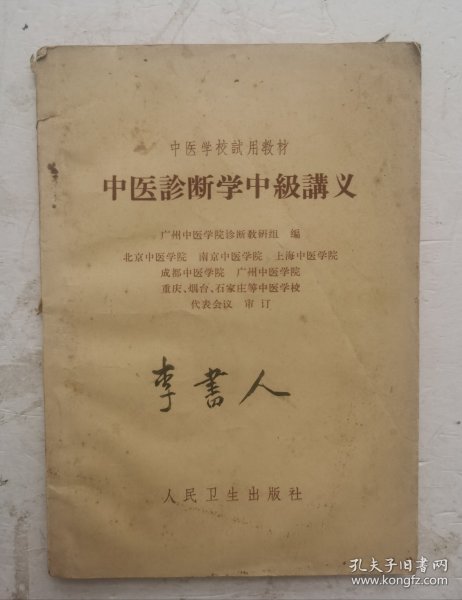 中医学校試用教材
中医診断学中級講义
广州中医学院诊断教研组 編
北京中医学院 南京中医学院 上海中医学院
成都中医学院 广州中医学院
重庆、烟台、石家庄等中医学校
代表会议 审订
李書人
人民卫生出版社
孔夫子旧书网
www.kongfz.com